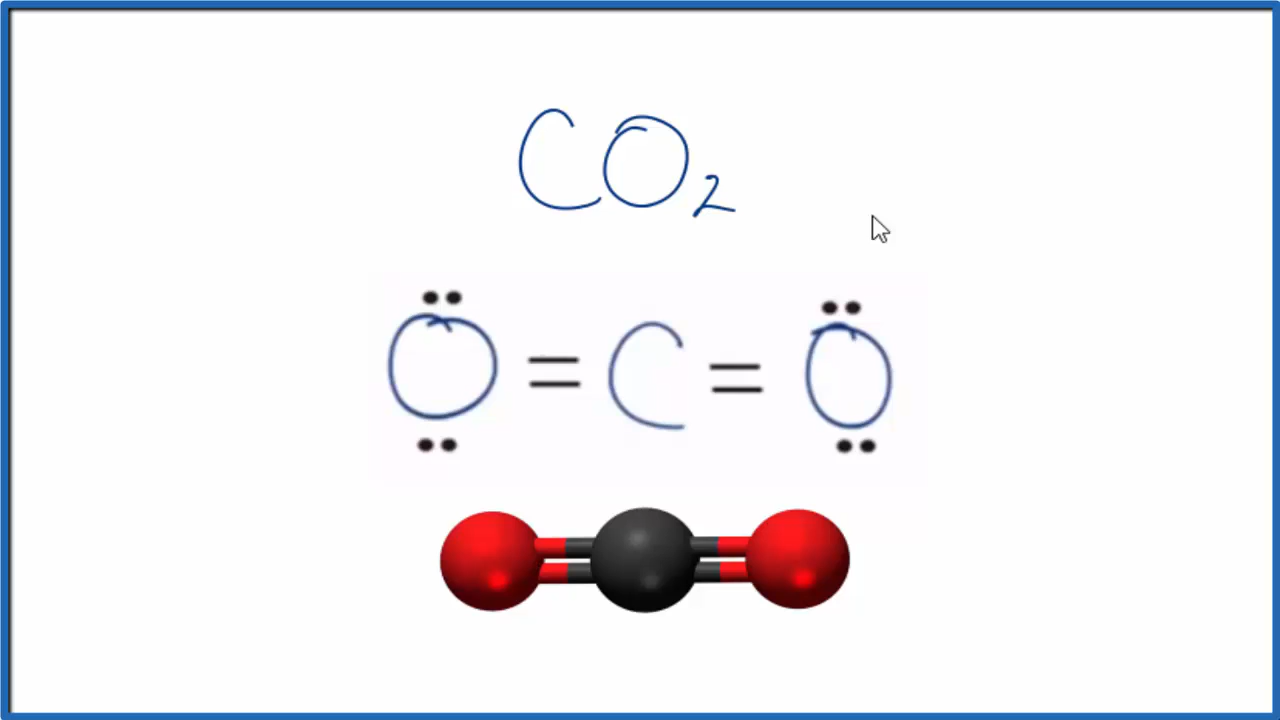 CO₂
O = C = O